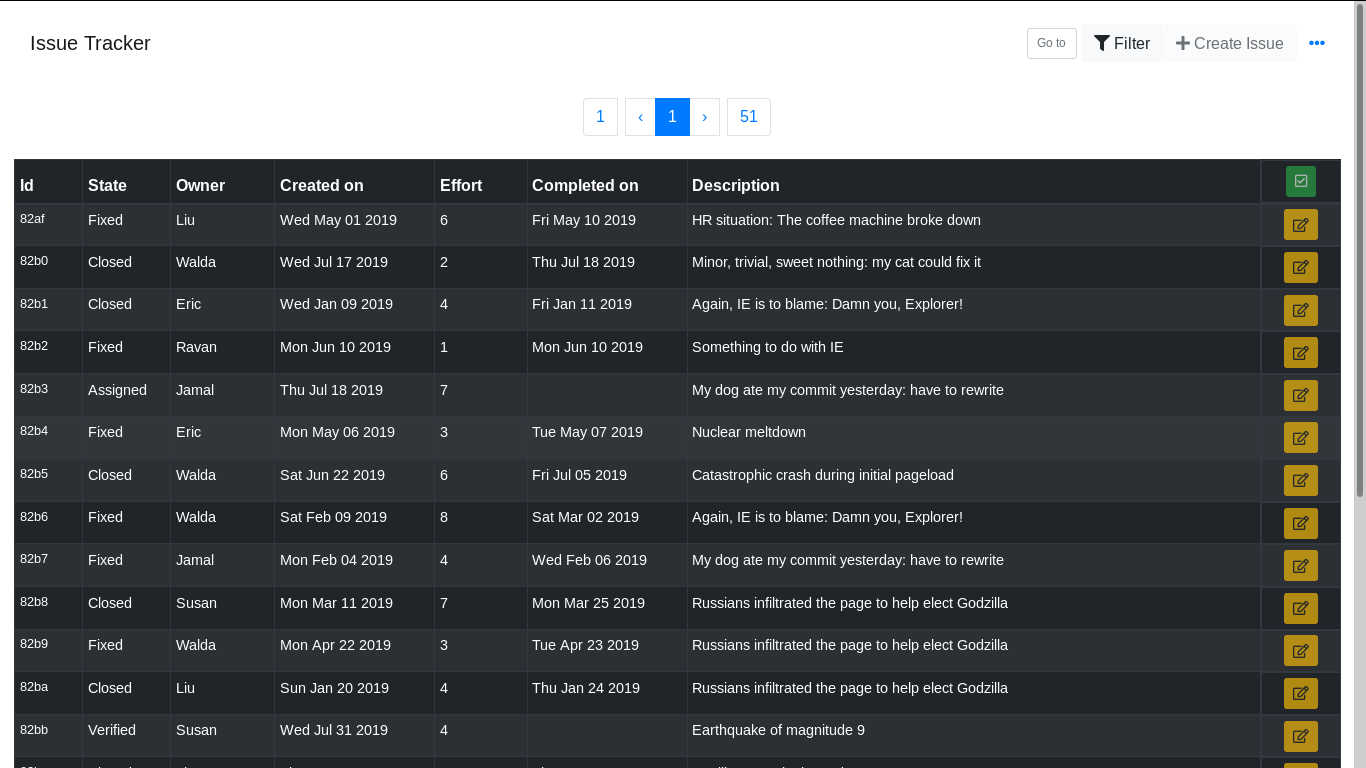 Issue Tracker Go to Filter Create Issue
1 ‹ 1 › 51
Id State Owner Created on Effort Completed on Description
82af Fixed Liu Wed May 01 2019 6 Fri May 10 2019 HR situation: The coffee machine broke down
82b0 Closed Walda Wed Jul 17 2019 2 Thu Jul 18 2019 Minor, trivial, sweet nothing: my cat could fix it
82b1 Closed Eric Wed Jan 09 2019 4 Fri Jan 11 2019 Again, IE is to blame: Damn you, Explorer!
82b2 Fixed Ravan Mon Jun 10 2019 1 Mon Jun 10 2019 Something to do with IE
82b3 Assigned Jamal Thu Jul 18 2019 7 My dog ate my commit yesterday: have to rewrite
82b4 Fixed Eric Mon May 06 2019 3 Tue May 07 2019 Nuclear meltdown
82b5 Closed Walda Sat Jun 22 2019 6 Fri Jul 05 2019 Catastrophic crash during initial pageload
82b6 Fixed Walda Sat Feb 09 2019 8 Sat Mar 02 2019 Again, IE is to blame: Damn you, Explorer!
82b7 Fixed Jamal Mon Feb 04 2019 4 Wed Feb 06 2019 My dog ate my commit yesterday: have to rewrite
82b8 Closed Susan Mon Mar 11 2019 7 Mon Mar 25 2019 Russians infiltrated the page to help elect Godzilla
82b9 Fixed Walda Mon Apr 22 2019 3 Tue Apr 23 2019 Russians infiltrated the page to help elect Godzilla
82ba Closed Liu Sun Jan 20 2019 4 Thu Jan 24 2019 Russians infiltrated the page to help elect Godzilla
82bb Verified Susan Wed Jul 31 2019 4 Earthquake of magnitude 9